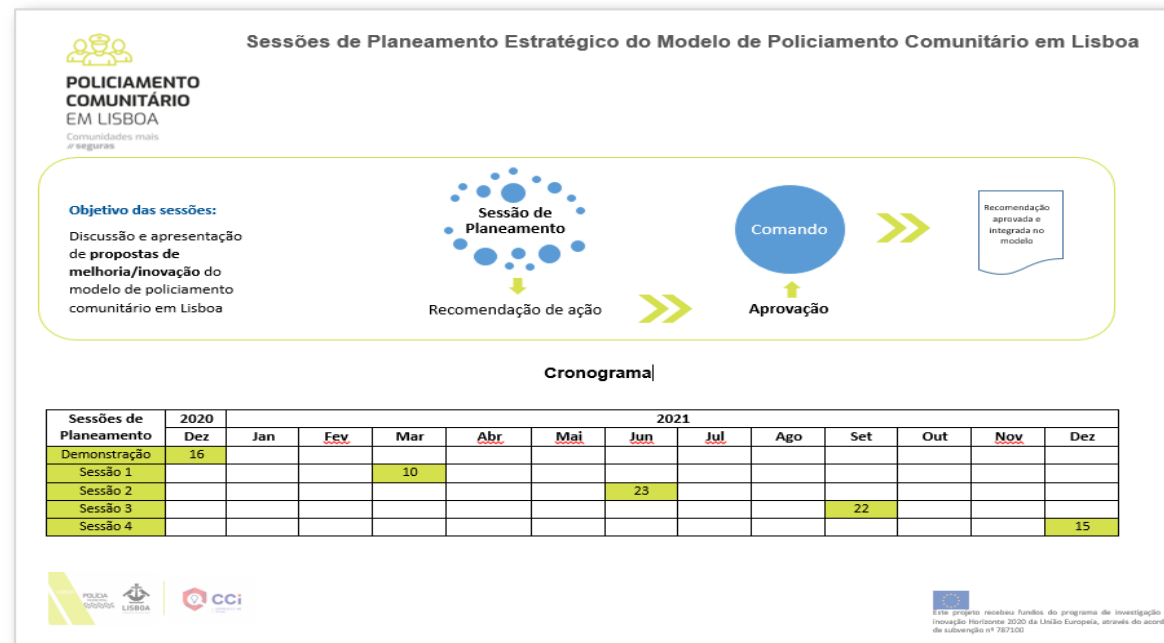 Sessões de Planeamento Estratégico do Modelo de Policiamento Comunitário em Lisboa
POLICIAMENTO
COMUNITÁRIO
EM LISBOA
Comunidades mais
//seguras
Objetivo das sessões:
Discussão e apresentação
de propostas de
melhoria/inovação do
modelo de policiamento
comunitário em Lisboa
Sessão de
Planeamento
Recomendação de ação
Comando
Aprovação
Recomendação
aprovada e
integrada no
modelo
Cronograma
Sessões de Planeamento 2020 2021
Dez Jan Fev Mar Abr Mai Jun Jul Ago Set Out Nov Dez
Demonstração 16
Sessão 1 10
Sessão 2 23
Sessão 3 22
Sessão 4 15
POLÍCIA
LISBOA
CCi
Este projeto recebeu fundos do programa de investigação
inovação Horizonte 2020 da União Europeia, através do acord
de subvenção nº 787100